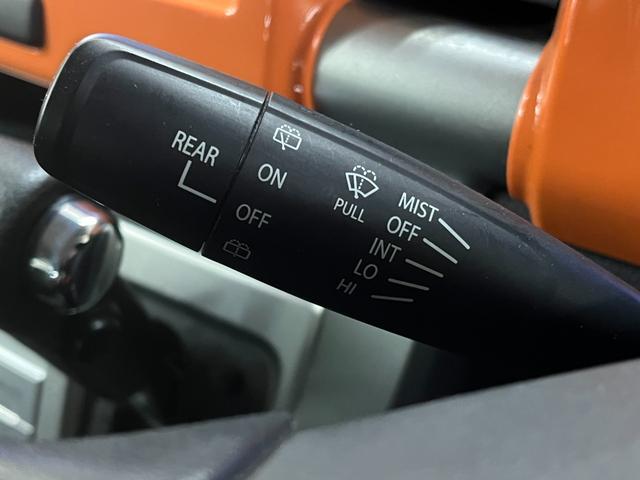 REAR
ON
OFF
PULL
MIST
OFF
INT
LO
HI